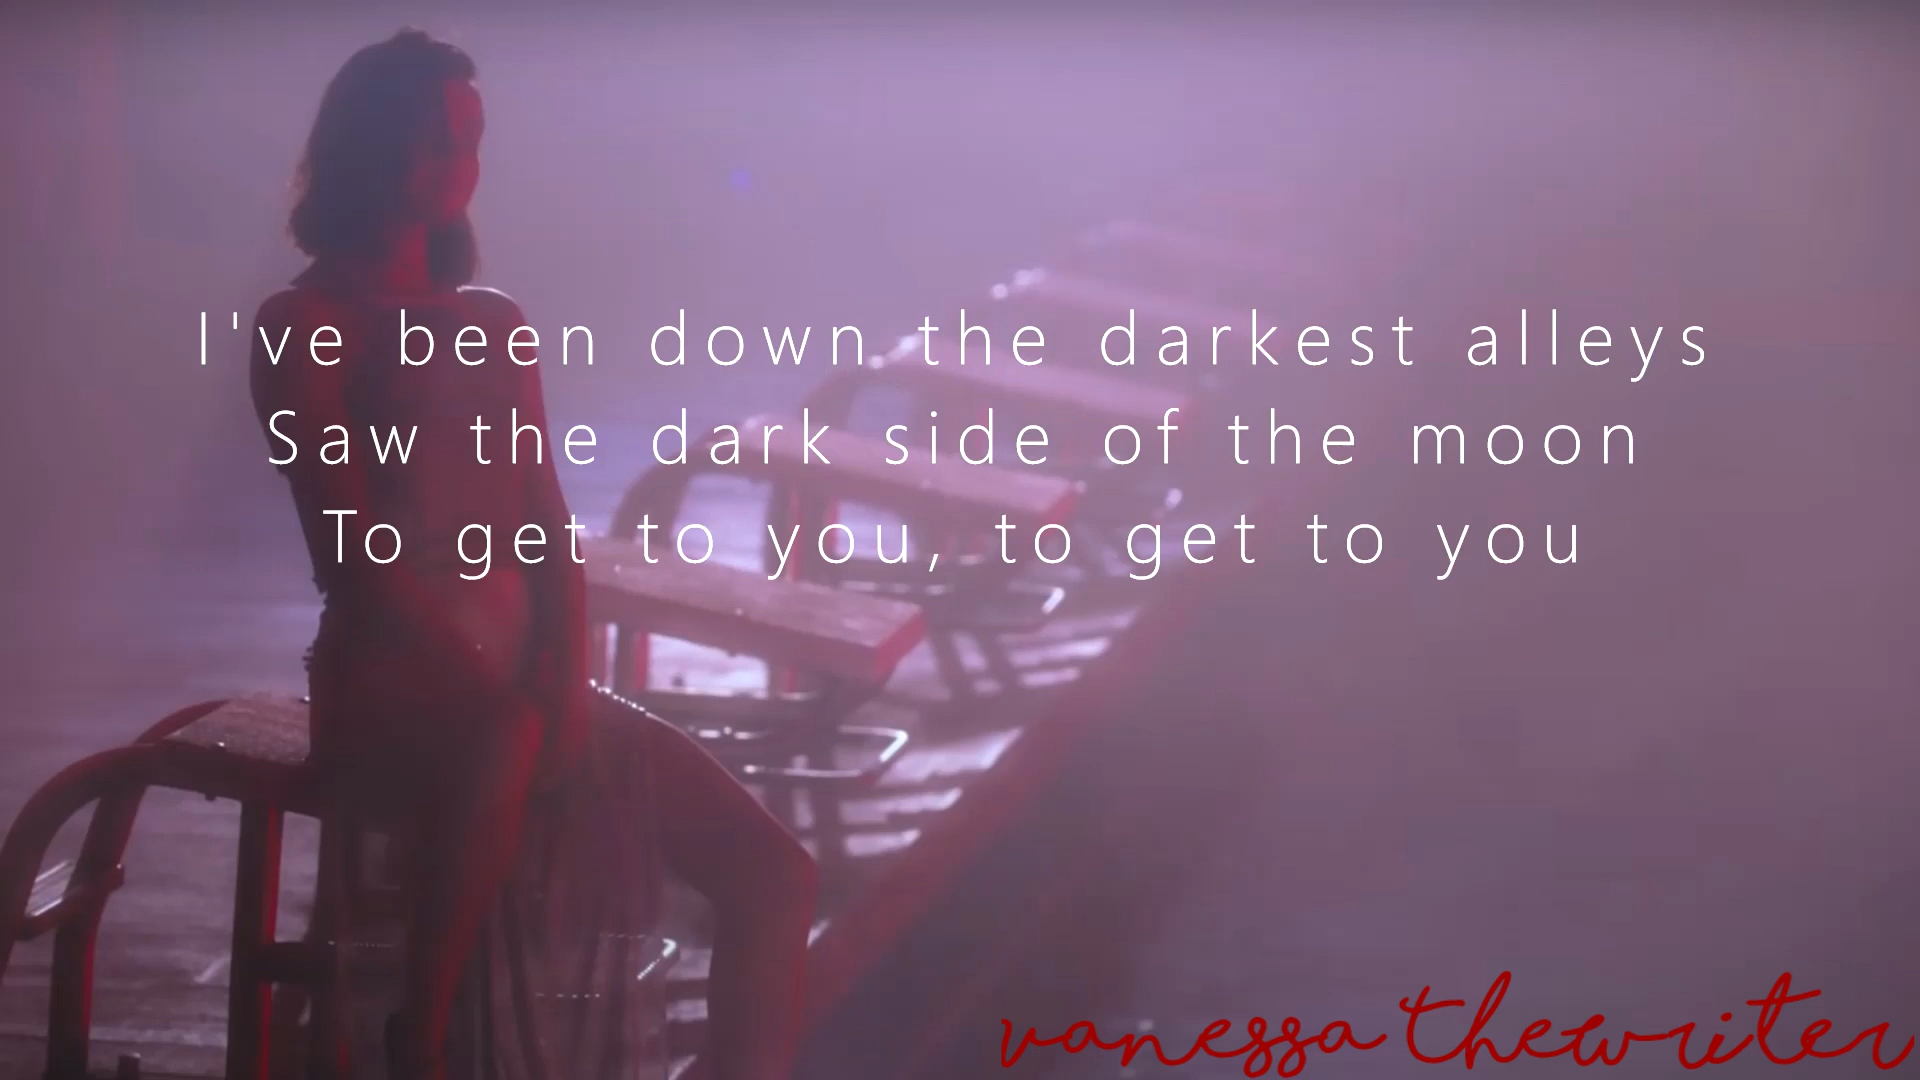 I've been down the darkest alleys
Saw the dark side of the moon
To get to you, to get to you
vanessa thewriter